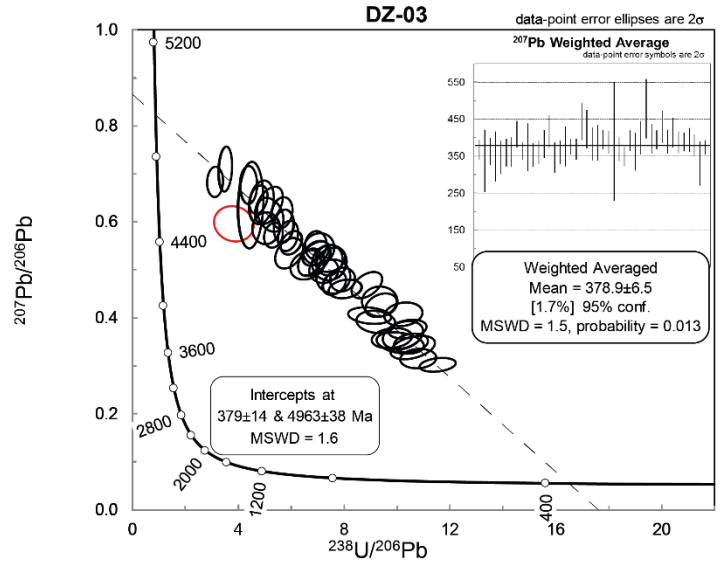 DZ-03
data-point error ellipses are 2σ
²⁰⁷Pb Weighted Average
data-point error symbols are 2σ
550
450
350
250
150
50
Weighted Averaged
Mean = 378.9±6.5
[1.7%] 95% conf.
MSWD = 1.5, probability = 0.013
²⁰⁷Pb/²⁰⁶Pb
1.0
0.8
0.6
0.4
0.2
0.0
5200
4400
3600
2800
2000
1200
400
Intercepts at
379±14 & 4963±38 Ma
MSWD = 1.6
0 4 8 12 16 20
²³⁸U/²⁰⁶Pb